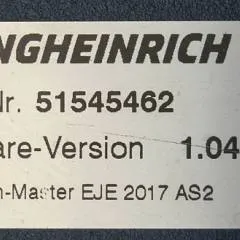 NGHEINRICH
Nr. 51545462
are-Version 1.04
n-Master EJE 2017 AS2